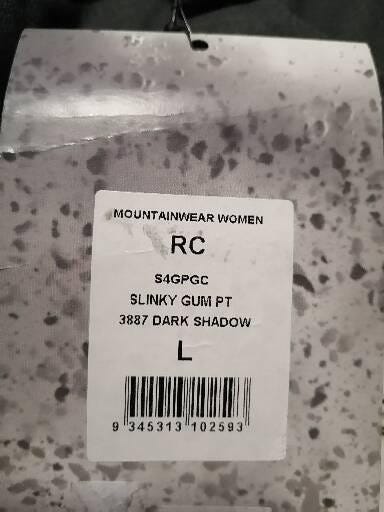 MOUNTAINWEAR WOMEN
RC
S4GPGC
SLINKY GUM PT
3887 DARK SHADOW
L
9 345313 102593